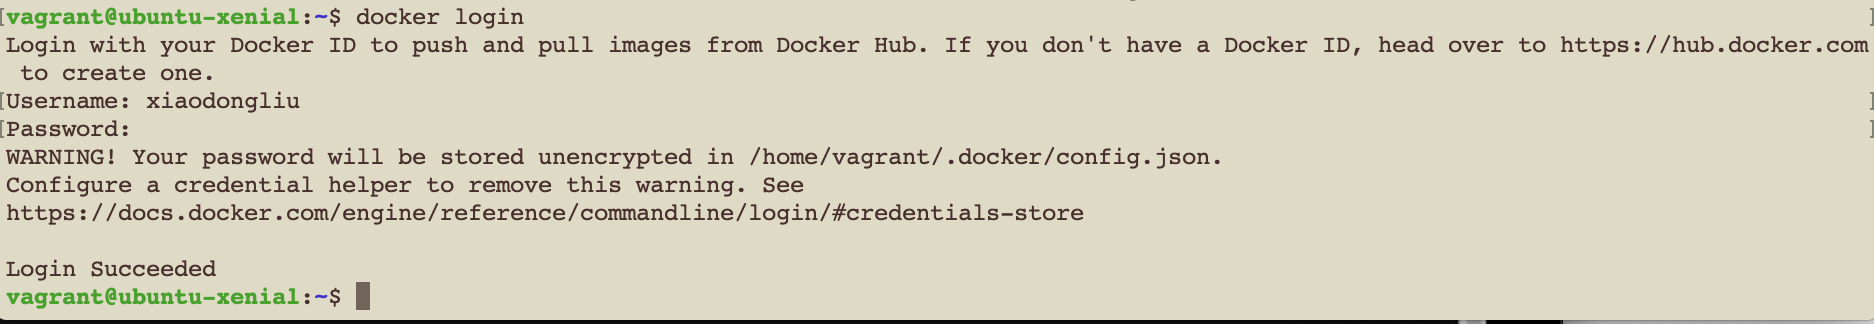 [vagrant@ubuntu-xenial:~$ docker login ]
Login with your Docker ID to push and pull images from Docker Hub. If you don't have a Docker ID, head over to https://hub.docker.com
 to create one.
[Username: xiaodongliu ]
[Password: ]
WARNING! Your password will be stored unencrypted in /home/vagrant/.docker/config.json.
Configure a credential helper to remove this warning. See
https://docs.docker.com/engine/reference/commandline/login/#credentials-store

Login Succeeded
vagrant@ubuntu-xenial:~$